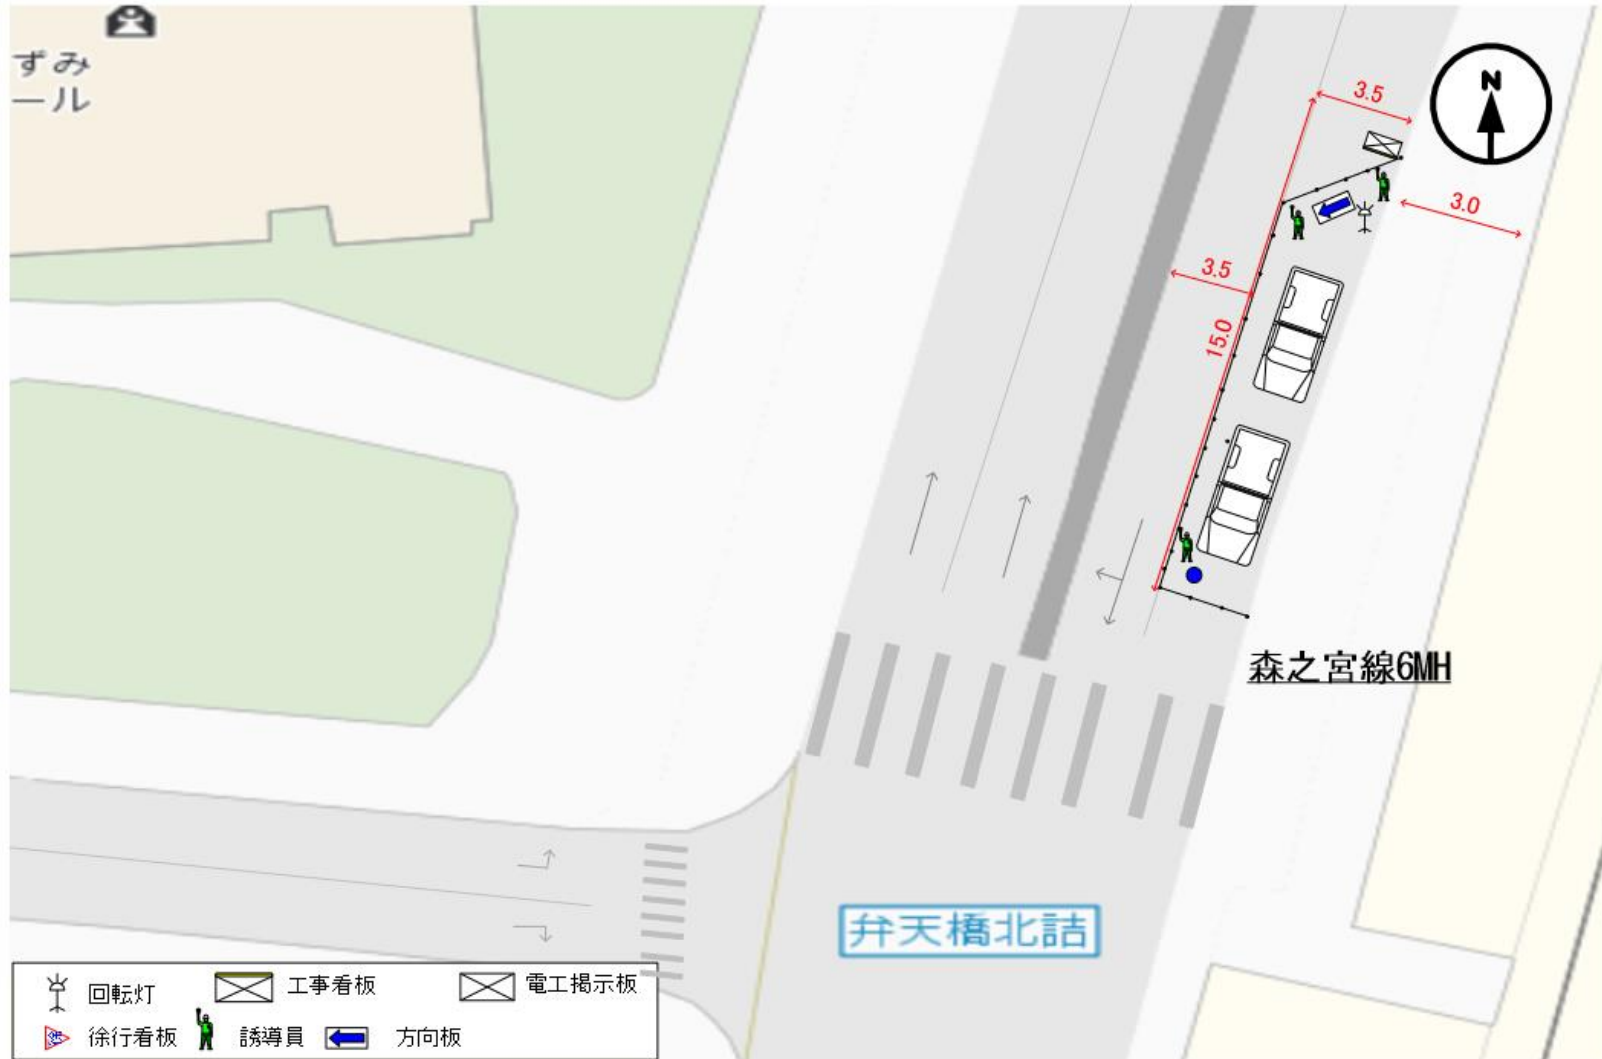 ずみ
ール
N
3.5
3.0
3.5
15.0
森之宮線6MH
弁天橋北詰
回転灯
工事看板
電工掲示板
徐行看板
誘導員
方向板